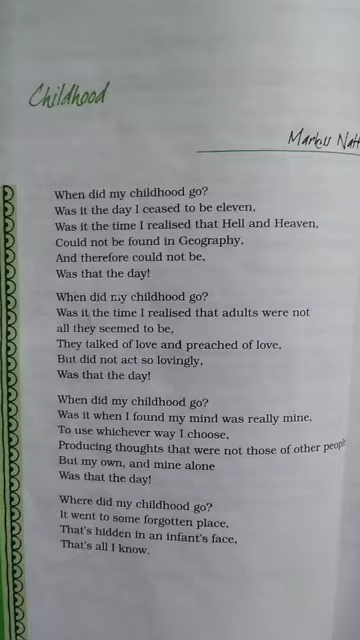 Childhood
Markus Natt
When did my childhood go?
Was it the day I ceased to be eleven,
Was it the time I realised that Hell and Heaven,
Could not be found in Geography,
And therefore could not be,
Was that the day!
When did my childhood go?
Was it the time I realised that adults were not
all they seemed to be,
They talked of love and preached of love,
But did not act so lovingly,
Was that the day!
When did my childhood go?
Was it when I found my mind was really mine,
To use whichever way I choose,
Producing thoughts that were not those of other people
But my own, and mine alone
Was that the day!
Where did my childhood go?
It went to some forgotten place,
That's hidden in an infant's face,
That's all I know.